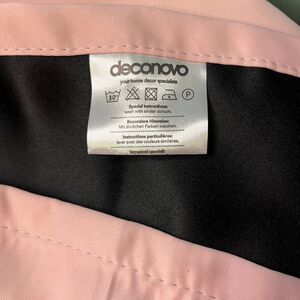 deconovo
your home decor specialists
30°
P
Special Instructions:
wash with similar colours.
Besondere Hinweise:
Mit ähnlichen Farben waschen.
Instructions particulières:
laver avec des couleurs similaires.
Istruzioni speciali: